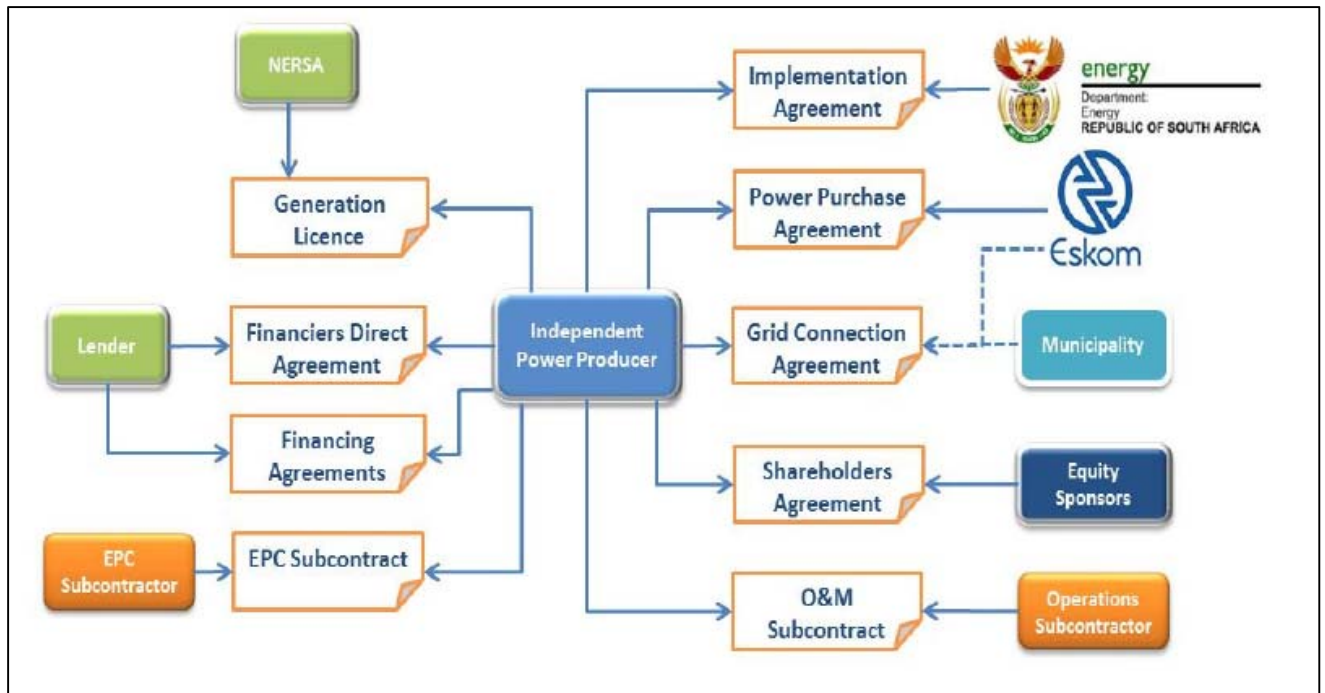 NERSA
Generation
Licence
Lender
Financiers Direct
Agreement
Financing
Agreements
EPC
Subcontractor
EPC Subcontract
Independent
Power Producer
Implementation
Agreement
energy
Department:
Energy
REPUBLIC OF SOUTH AFRICA
Power Purchase
Agreement
Eskom
Grid Connection
Agreement
Municipality
Shareholders
Agreement
Equity
Sponsors
O&M
Subcontract
Operations
Subcontractor